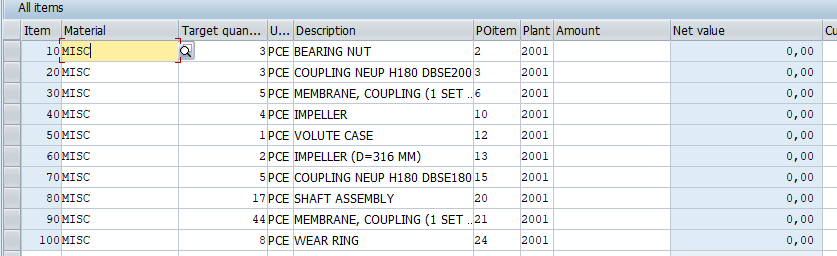 All items
Item Material Target quan... U... Description POitem Plant Amount Net value Cu
10 MISC 3 PCE BEARING NUT 2 2001 0,00
20 MISC 3 PCE COUPLING NEUP H180 DBSE200 3 2001 0,00
30 MISC 5 PCE MEMBRANE, COUPLING (1 SET ... 6 2001 0,00
40 MISC 4 PCE IMPELLER 10 2001 0,00
50 MISC 1 PCE VOLUTE CASE 12 2001 0,00
60 MISC 2 PCE IMPELLER (D=316 MM) 13 2001 0,00
70 MISC 5 PCE COUPLING NEUP H180 DBSE180 15 2001 0,00
80 MISC 17 PCE SHAFT ASSEMBLY 20 2001 0,00
90 MISC 44 PCE MEMBRANE, COUPLING (1 SET ... 21 2001 0,00
100 MISC 8 PCE WEAR RING 24 2001 0,00